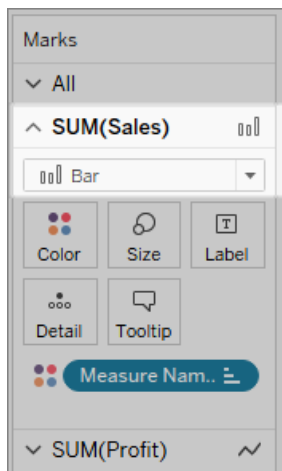 Marks
All
SUM(Sales)
Bar
Color Size Label
Detail Tooltip
Measure Nam..
SUM(Profit)